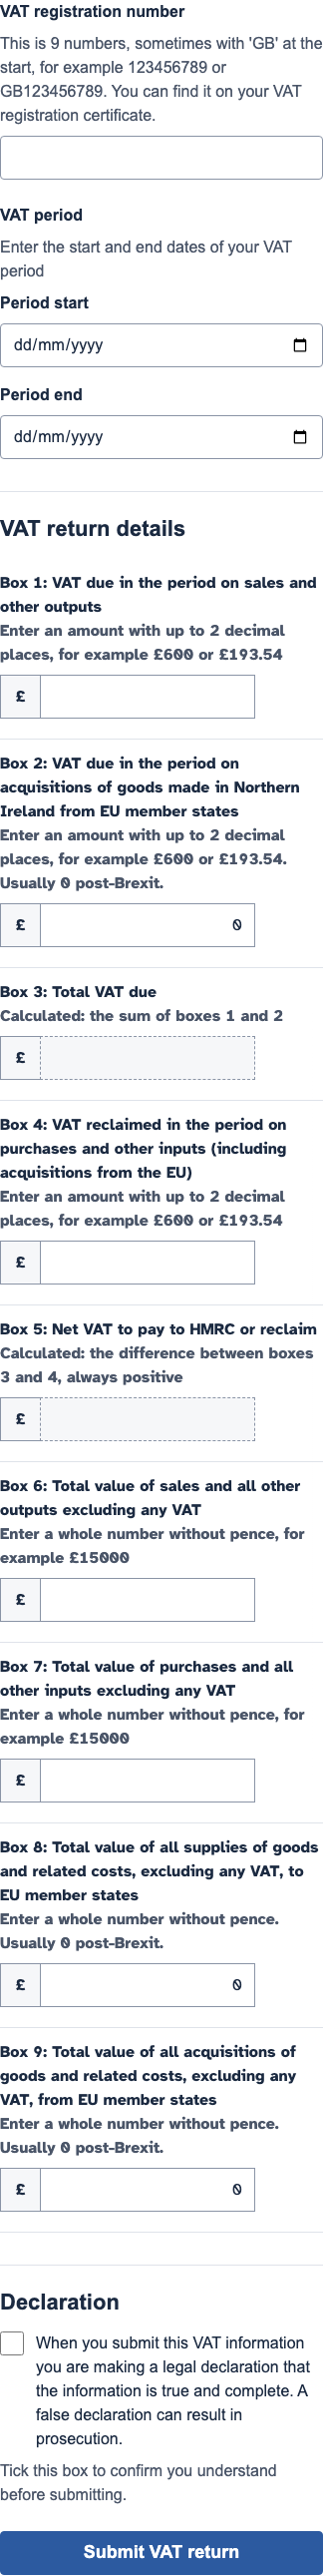 VAT registration number
This is 9 numbers, sometimes with 'GB' at the
start, for example 123456789 or
GB123456789. You can find it on your VAT
registration certificate.
VAT period
Enter the start and end dates of your VAT
period
Period start
dd/mm/yyyy
Period end
dd/mm/yyyy
VAT return details
Box 1: VAT due in the period on sales and
other outputs
Enter an amount with up to 2 decimal
places, for example £600 or £193.54
£
Box 2: VAT due in the period on
acquisitions of goods made in Northern
Ireland from EU member states
Enter an amount with up to 2 decimal
places, for example £600 or £193.54.
Usually 0 post-Brexit.
£ 0
Box 3: Total VAT due
Calculated: the sum of boxes 1 and 2
£
Box 4: VAT reclaimed in the period on
purchases and other inputs (including
acquisitions from the EU)
Enter an amount with up to 2 decimal
places, for example £600 or £193.54
£
Box 5: Net VAT to pay to HMRC or reclaim
Calculated: the difference between boxes
3 and 4, always positive
£
Box 6: Total value of sales and all other
outputs excluding any VAT
Enter a whole number without pence, for
example £15000
£
Box 7: Total value of purchases and all
other inputs excluding any VAT
Enter a whole number without pence, for
example £15000
£
Box 8: Total value of all supplies of goods
and related costs, excluding any VAT, to
EU member states
Enter a whole number without pence.
Usually 0 post-Brexit.
£ 0
Box 9: Total value of all acquisitions of
goods and related costs, excluding any
VAT, from EU member states
Enter a whole number without pence.
Usually 0 post-Brexit.
£ 0
Declaration
When you submit this VAT information
you are making a legal declaration that
the information is true and complete. A
false declaration can result in
prosecution.
Tick this box to confirm you understand
before submitting.
Submit VAT return